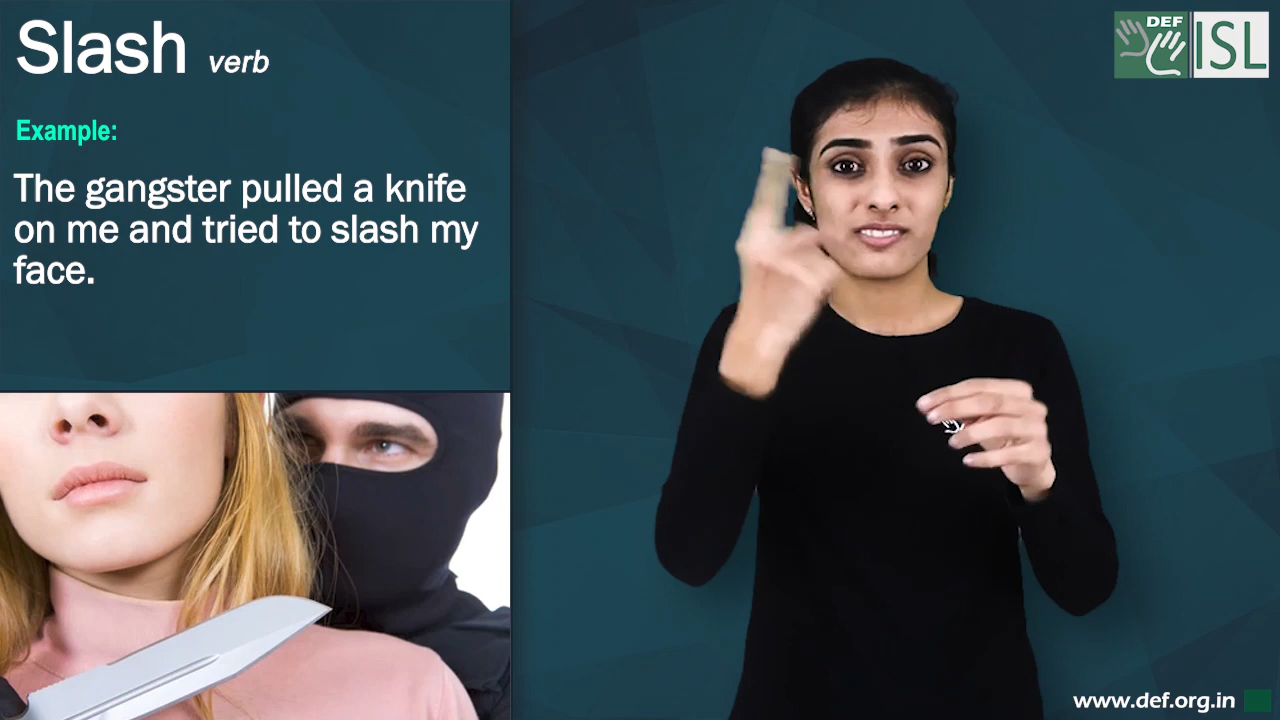 Slash verb
Example:
The gangster pulled a knife
on me and tried to slash my
face.
DEF
ISL
www.def.org.in